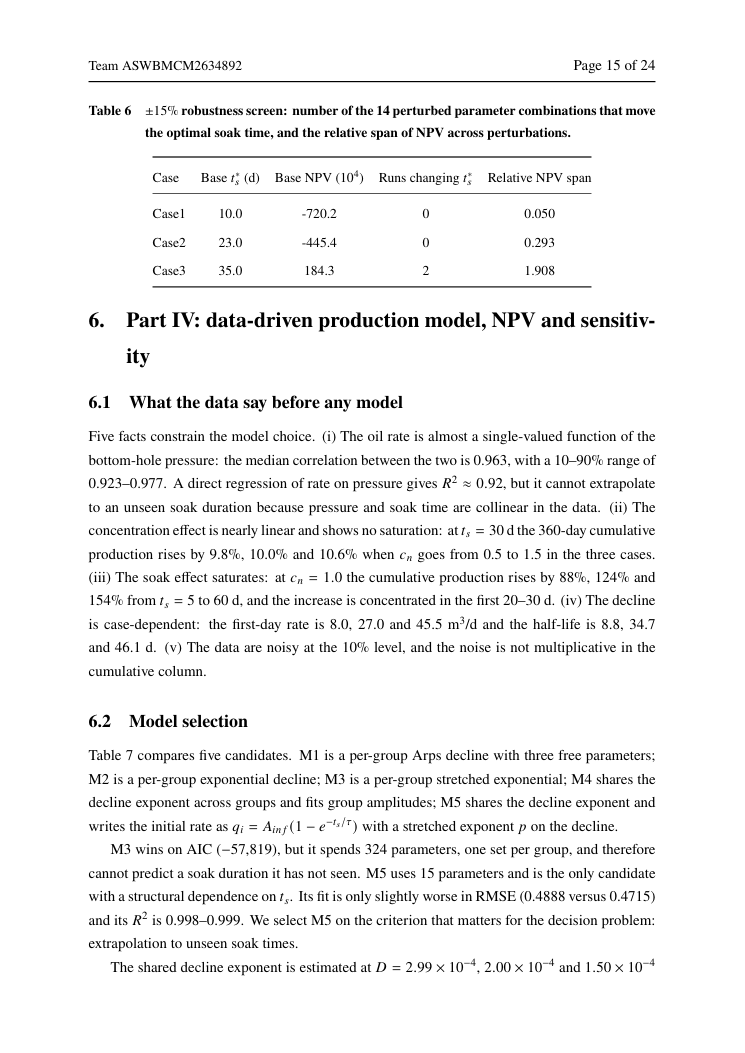 Team ASWBMCM2634892 Page 15 of 24
Table 6 ±15% robustness screen: number of the 14 perturbed parameter combinations that move
the optimal soak time, and the relative span of NPV across perturbations.
Case Base t_s^* (d) Base NPV (10^4) Runs changing t_s^* Relative NPV span
Case1 10.0 -720.2 0 0.050
Case2 23.0 -445.4 0 0.293
Case3 35.0 184.3 2 1.908
6. Part IV: data-driven production model, NPV and sensitiv-
ity
6.1 What the data say before any model
Five facts constrain the model choice. (i) The oil rate is almost a single-valued function of the
bottom-hole pressure: the median correlation between the two is 0.963, with a 10–90% range of
0.923–0.977. A direct regression of rate on pressure gives R² ≈ 0.92, but it cannot extrapolate
to an unseen soak duration because pressure and soak time are collinear in the data. (ii) The
concentration effect is nearly linear and shows no saturation: at t_s = 30 d the 360-day cumulative
production rises by 9.8%, 10.0% and 10.6% when c_n goes from 0.5 to 1.5 in the three cases.
(iii) The soak effect saturates: at c_n = 1.0 the cumulative production rises by 88%, 124% and
154% from t_s = 5 to 60 d, and the increase is concentrated in the first 20–30 d. (iv) The decline
is case-dependent: the first-day rate is 8.0, 27.0 and 45.5 m³/d and the half-life is 8.8, 34.7
and 46.1 d. (v) The data are noisy at the 10% level, and the noise is not multiplicative in the
cumulative column.
6.2 Model selection
Table 7 compares five candidates. M1 is a per-group Arps decline with three free parameters;
M2 is a per-group exponential decline; M3 is a per-group stretched exponential; M4 shares the
decline exponent across groups and fits group amplitudes; M5 shares the decline exponent and
writes the initial rate as q_i = A_{inf}(1 − e^{−t_s/τ}) with a stretched exponent p on the decline.
M3 wins on AIC (−57,819), but it spends 324 parameters, one set per group, and therefore
cannot predict a soak duration it has not seen. M5 uses 15 parameters and is the only candidate
with a structural dependence on t_s. Its fit is only slightly worse in RMSE (0.4888 versus 0.4715)
and its R² is 0.998–0.999. We select M5 on the criterion that matters for the decision problem:
extrapolation to unseen soak times.
The shared decline exponent is estimated at D = 2.99 × 10⁻⁴, 2.00 × 10⁻⁴ and 1.50 × 10⁻⁴